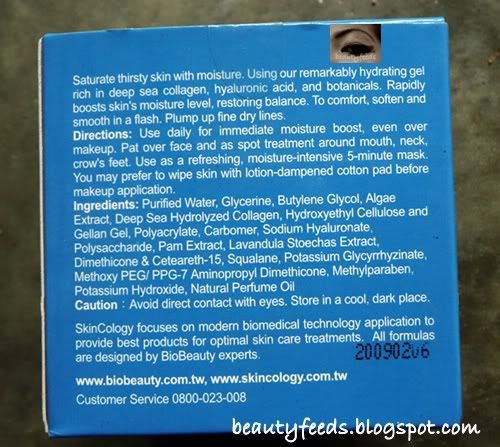 beautyfeeds
Saturate thirsty skin with moisture. Using our remarkably hydrating gel
rich in deep sea collagen, hyaluronic acid, and botanicals. Rapidly
boosts skin's moisture level, restoring balance. To comfort, soften and
smooth in a flash. Plump up fine dry lines.
Directions: Use daily for immediate moisture boost, even over
makeup. Pat over face and as spot treatment around mouth, neck,
crow's feet. Use as a refreshing, moisture-intensive 5-minute mask.
You may prefer to wipe skin with lotion-dampened cotton pad before
makeup application.
Ingredients: Purified Water, Glycerine, Butylene Glycol, Algae
Extract, Deep Sea Hydrolyzed Collagen, Hydroxyethyl Cellulose and
Gellan Gel, Polyacrylate, Carbomer, Sodium Hyaluronate,
Polysaccharide, Pam Extract, Lavandula Stoechas Extract,
Dimethicone & Ceteareth-15, Squalane, Potassium Glycyrrhyzinate,
Methoxy PEG/ PPG-7 Aminopropyl Dimethicone, Methylparaben,
Potassium Hydroxide, Natural Perfume Oil
Caution : Avoid direct contact with eyes. Store in a cool, dark place.
SkinCology focuses on modern biomedical technology application to
provide best products for optimal skin care treatments. All formulas
are designed by BioBeauty experts.
200902v6
www.biobeauty.com.tw, www.skincology.com.tw
Customer Service 0800-023-008
beautyfeeds.blogspot.com